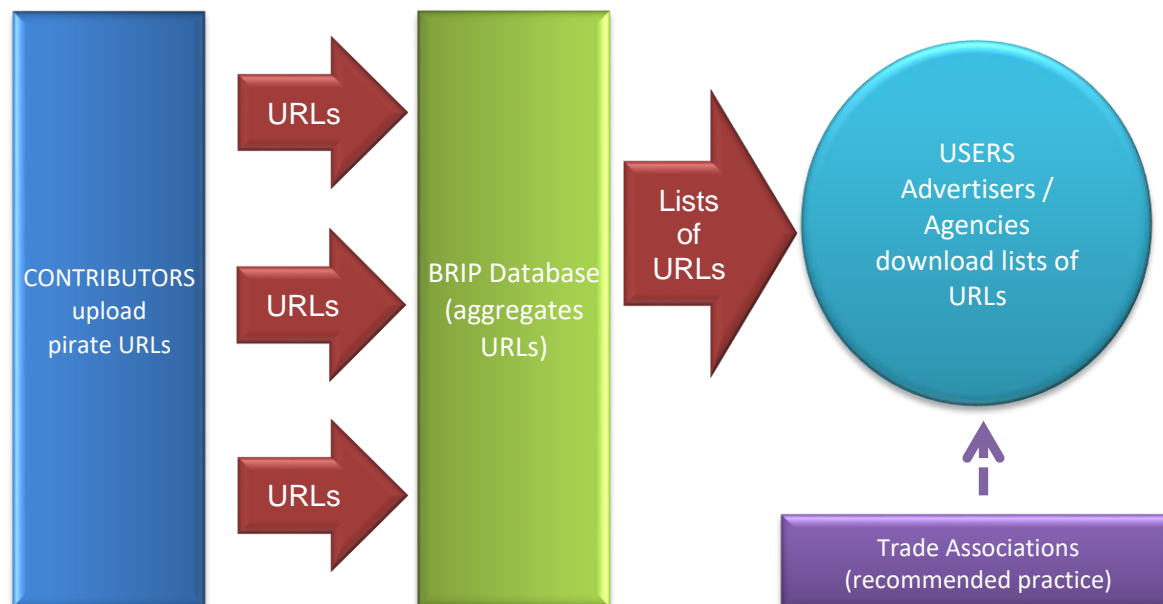 CONTRIBUTORS
upload
pirate URLs
URLs
URLs
URLs
BRIP Database
(aggregates
URLs)
Lists
of
URLs
USERS
Advertisers /
Agencies
download lists of
URLs
Trade Associations
(recommended practice)